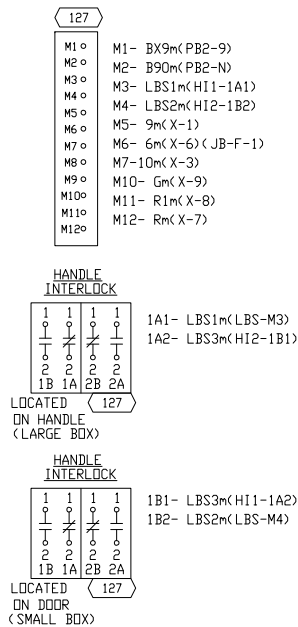 127
M1 M1- BX9m(PB2-9)
M2 M2- B90m(PB2-N)
M3 M3- LBS1m(HI1-1A1)
M4 M4- LBS2m(HI2-1B2)
M5 M5- 9m(X-1)
M6 M6- 6m(X-6)(JB-F-1)
M7 M7-10m(X-3)
M8 M10- Gm(X-9)
M9 M11- R1m(X-8)
M10 M12- Rm(X-7)
M11
M12
HANDLE
INTERLOCK
1 1 1 1
1A1- LBS1m(LBS-M3)
1A2- LBS3m(HI2-1B1)
2 2 2 2
1B 1A 2B 2A
LOCATED 127
ON HANDLE
(LARGE BOX)
HANDLE
INTERLOCK
1 1 1 1
1B1- LBS3m(HI1-1A2)
1B2- LBS2m(LBS-M4)
2 2 2 2
1B 1A 2B 2A
LOCATED 127
ON DOOR
(SMALL BOX)